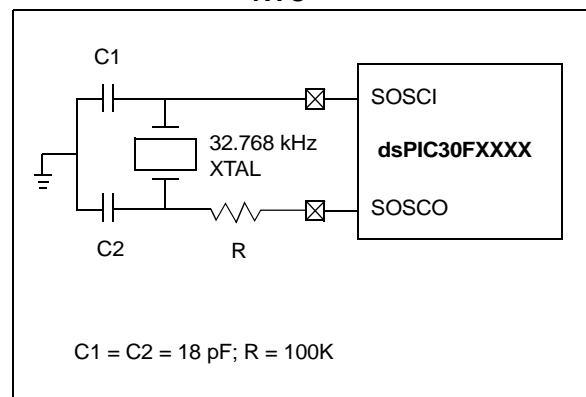 C1
SOSCI
32.768 kHz
XTAL
dsPIC30FXXXX
SOSCO
C2
R
C1 = C2 = 18 pF; R = 100K